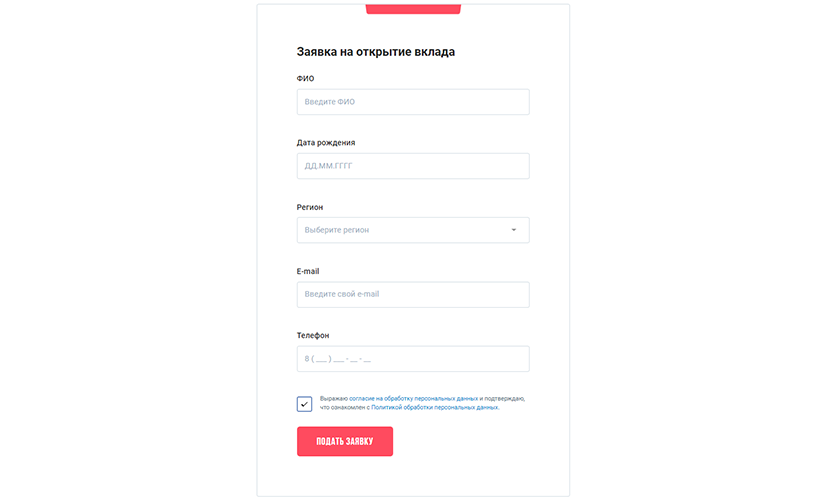 Заявка на открытие вклада
ФИО
Введите ФИО
Дата рождения
ДД.ММ.ГГГГ
Регион
Выберите регион
E-mail
Введите свой e-mail
Телефон
8 (___) ___-__-__
Выражаю согласие на обработку персональных данных и подтверждаю,
что ознакомлен с Политикой обработки персональных данных.
ПОДАТЬ ЗАЯВКУ